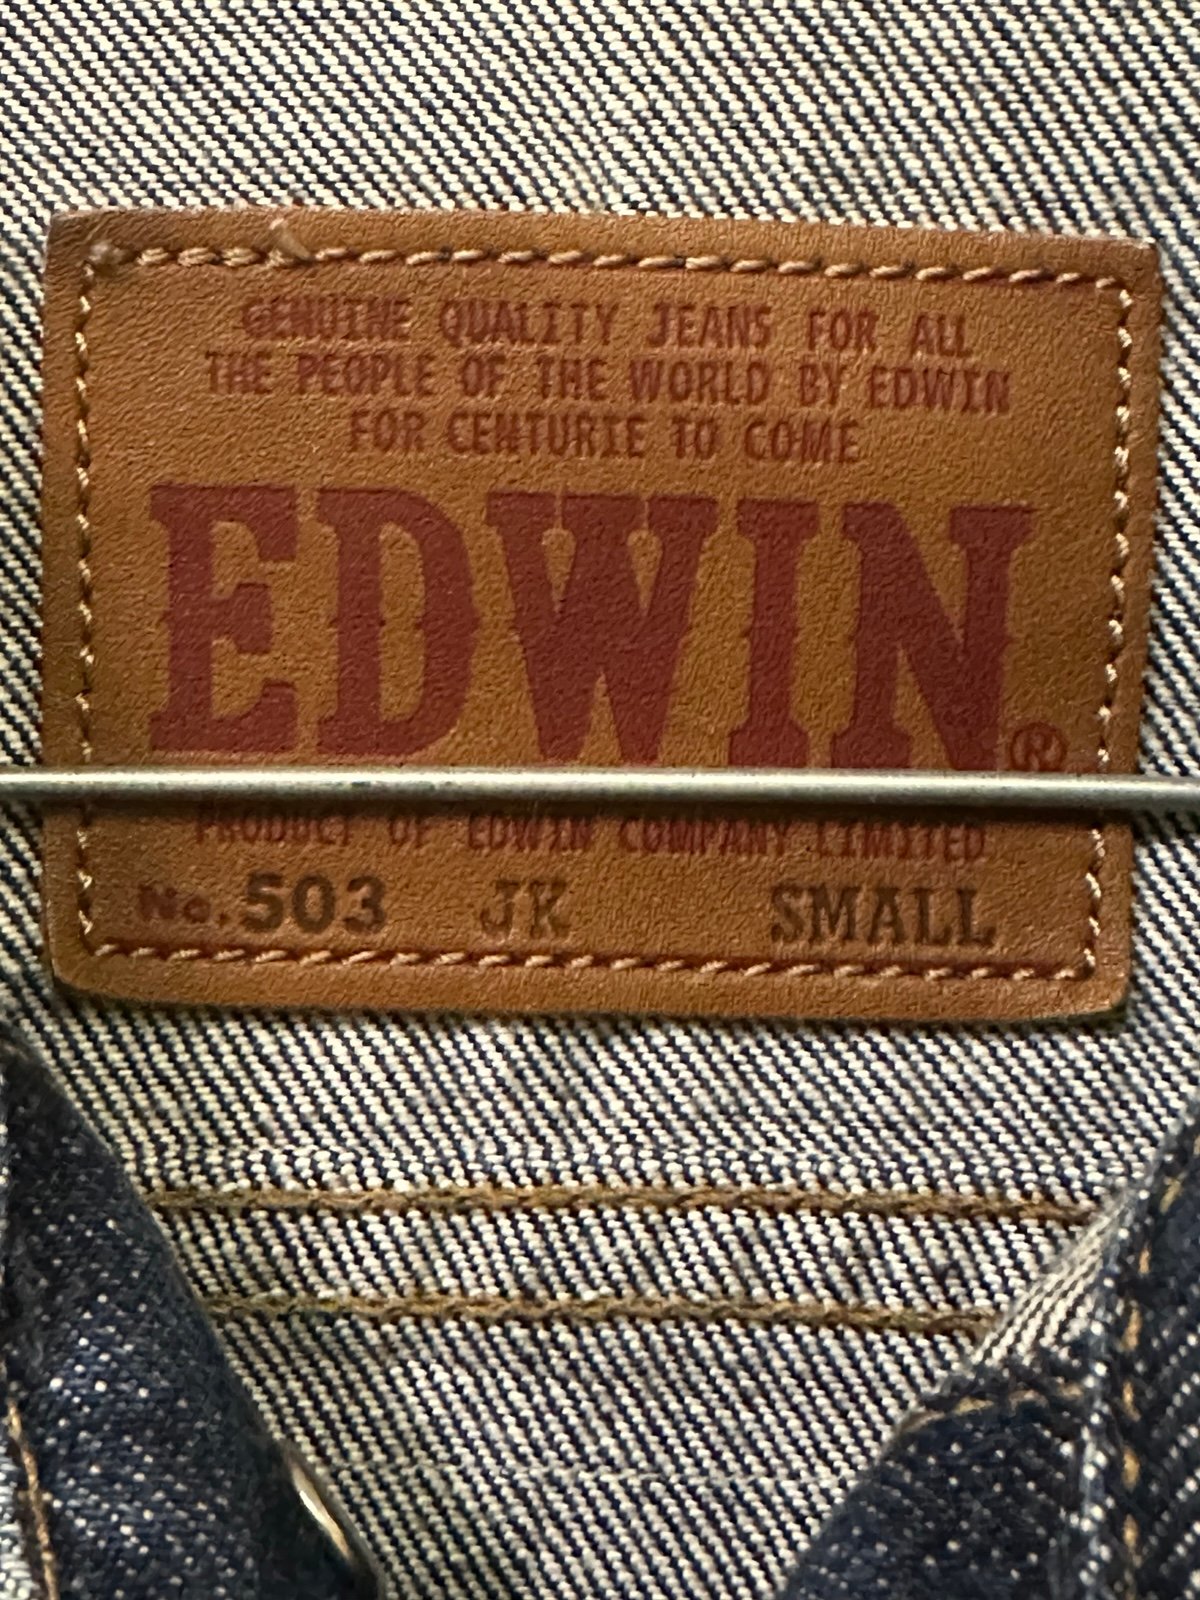 GENUINE QUALITY JEANS FOR ALL
THE PEOPLE OF THE WORLD BY EDWIN
FOR CENTURIE TO COME
EDWIN®
PRODUCT OF EDWIN COMPANY LIMITED
No. 503 JK SMALL